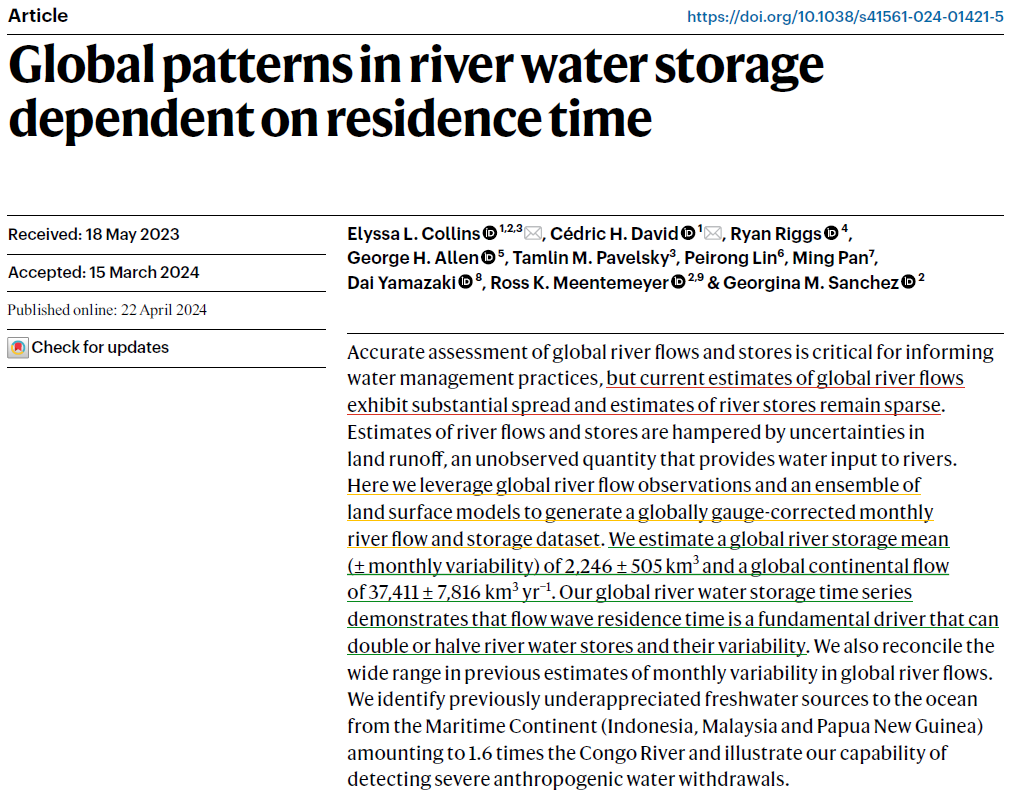 Article
https://doi.org/10.1038/s41561-024-01421-5
Global patterns in river water storage
dependent on residence time
Received: 18 May 2023
Accepted: 15 March 2024
Published online: 22 April 2024
Check for updates
Elyssa L. Collins iD 1,2,3, Cédric H. David iD 1, Ryan Riggs iD 4,
George H. Allen iD 5, Tamlin M. Pavelsky3, Peirong Lin6, Ming Pan7,
Dai Yamazaki iD 8, Ross K. Meentemeyer iD 2,9 & Georgina M. Sanchez iD 2
Accurate assessment of global river flows and stores is critical for informing
water management practices, but current estimates of global river flows
exhibit substantial spread and estimates of river stores remain sparse.
Estimates of river flows and stores are hampered by uncertainties in
land runoff, an unobserved quantity that provides water input to rivers.
Here we leverage global river flow observations and an ensemble of
land surface models to generate a globally gauge-corrected monthly
river flow and storage dataset. We estimate a global river storage mean
(± monthly variability) of 2,246 ± 505 km³ and a global continental flow
of 37,411 ± 7,816 km³ yr⁻¹. Our global river water storage time series
demonstrates that flow wave residence time is a fundamental driver that can
double or halve river water stores and their variability. We also reconcile the
wide range in previous estimates of monthly variability in global river flows.
We identify previously underappreciated freshwater sources to the ocean
from the Maritime Continent (Indonesia, Malaysia and Papua New Guinea)
amounting to 1.6 times the Congo River and illustrate our capability of
detecting severe anthropogenic water withdrawals.